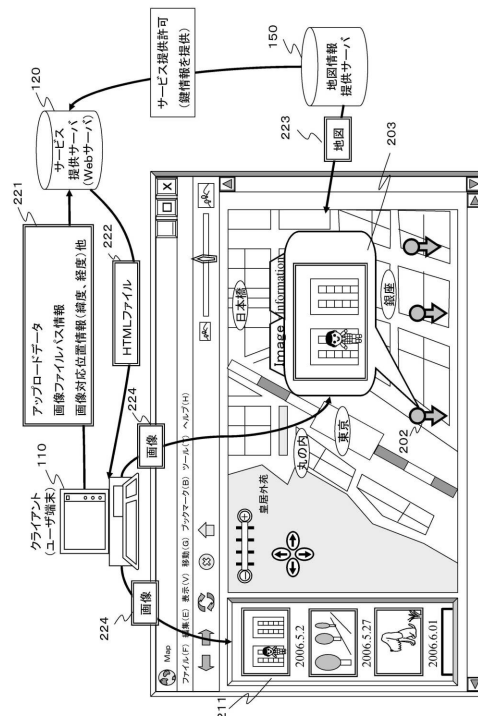 クライアント
(ユーザ端末)
110
221
アップロードデータ
画像ファイルパス情報
画像対応位置情報(緯度、経度)他
222
HTMLファイル
120
サービス
提供サーバ
(Webサーバ)
サービス提供許可
(鍵情報を提供)
150
地図情報
提供サーバ
223
地図
224
画像
224
画像
Map
ファイル(F) 編集(E) 表示(V) 移動(G) ブックマーク(B) ツール(T) ヘルプ(H)
211
2006.5.2
2006.5.27
2006.6.01
皇居外苑
丸の内
東京
日本橋
銀座
Image Information
202
203